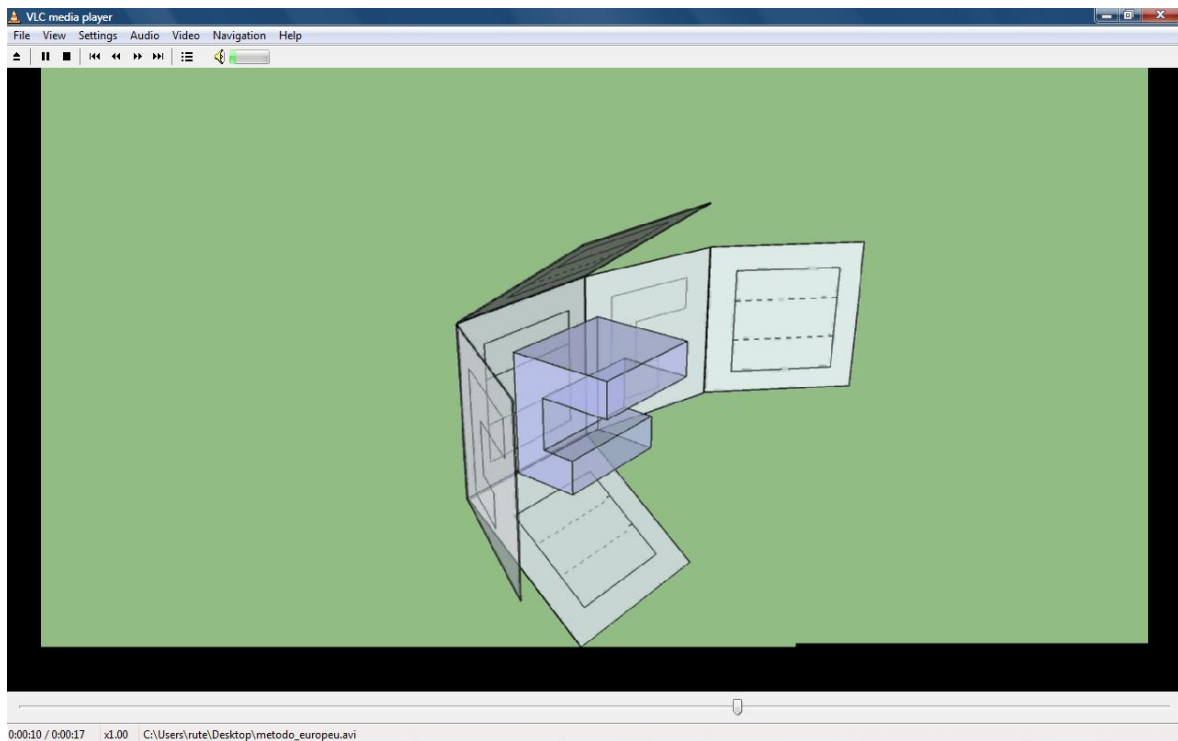 VLC media player
File View Settings Audio Video Navigation Help
0:00:10 / 0:00:17 x1.00 C:\Users\rute\Desktop\metodo_europeu.avi